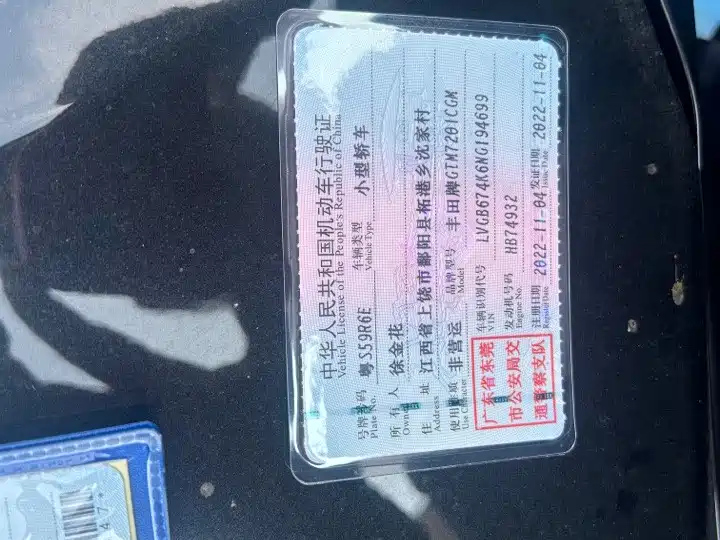 中华人民共和国机动车行驶证
Vehicle License of the People's Republic of China
号牌号码 粤S59R6E 车辆类型 小型轿车
Plate No. Vehicle Type
所有人 徐金花
Owner
住址 江西省上饶市鄱阳县柘港乡沈家村
Address
使用性质 非营运 品牌型号 丰田牌GTM7201CGM
Use Character Model
车辆识别代号 LVGB674K6NG194699
VIN
发动机号码 HB74932
Engine No.
注册日期 2022-11-04 发证日期 2022-11-04
Register Date Issue Date
广东省东莞
市公安局交
通警察支队
47*